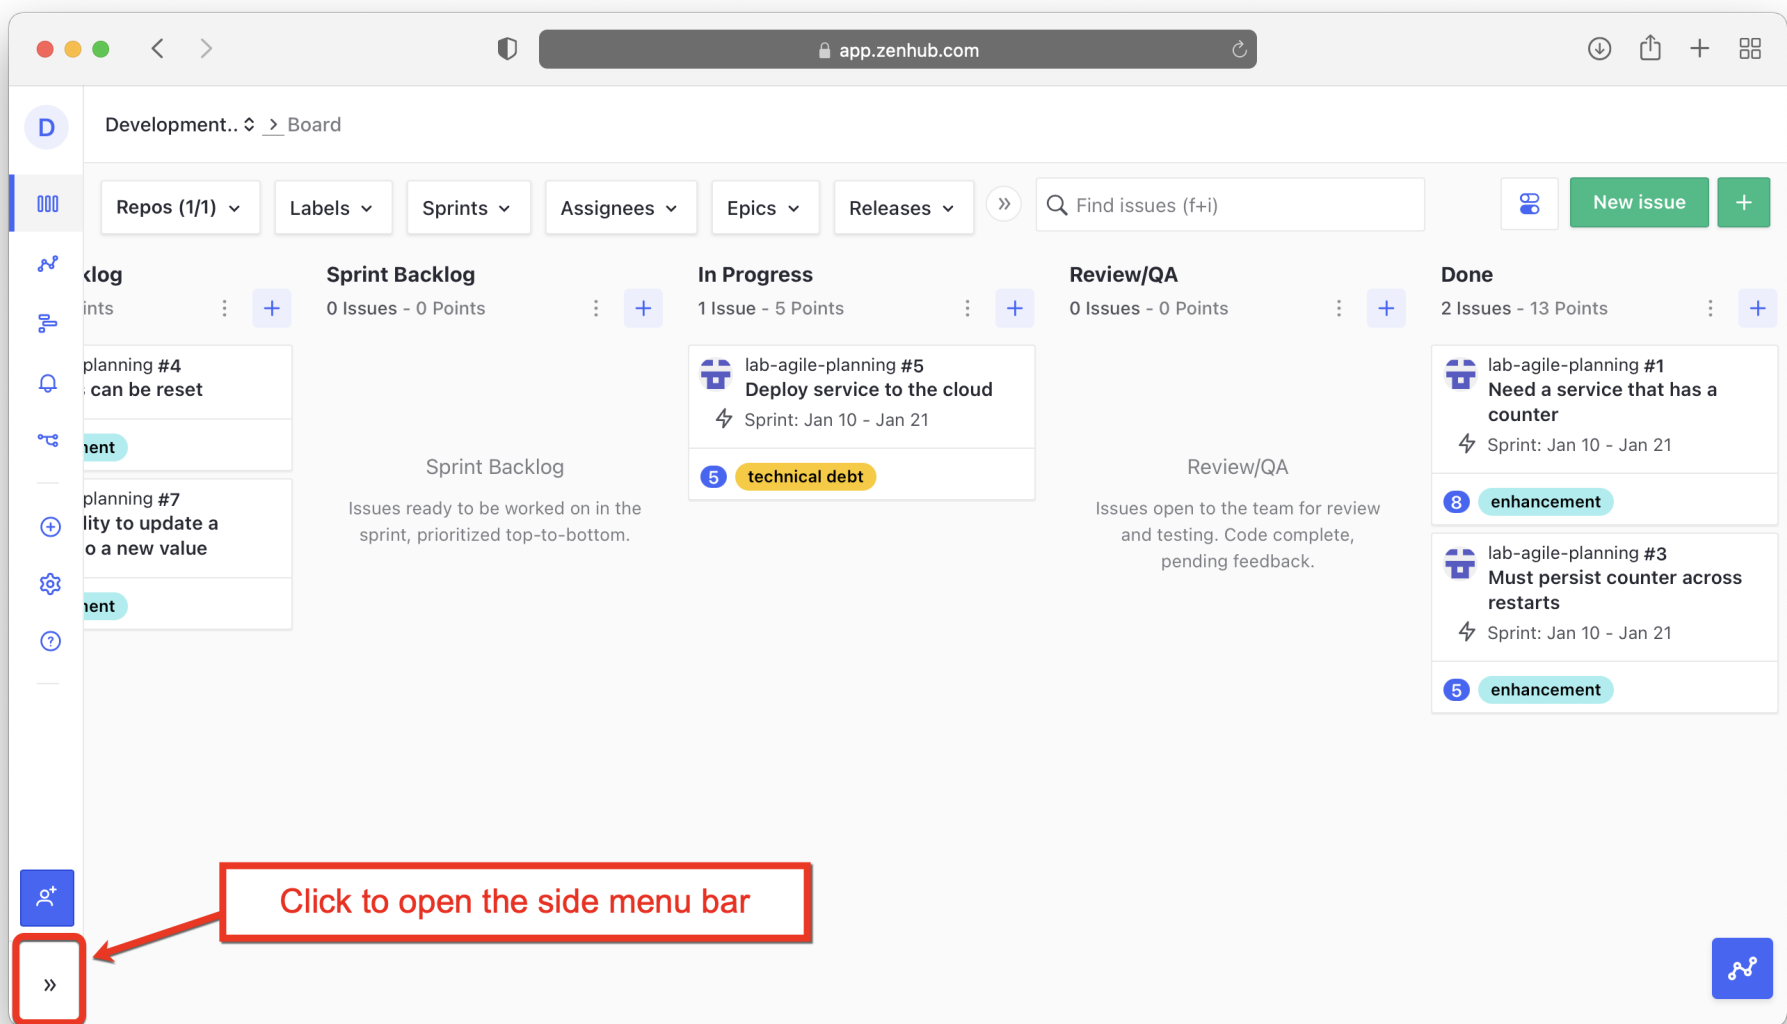 app.zenhub.com
D
Development.. > Board
Repos (1/1)
Labels
Sprints
Assignees
Epics
Releases
»
Find issues (f+i)
New issue
+
klog
ints
+
planning #4
s can be reset
ment
planning #7
lity to update a
o a new value
ment
Sprint Backlog
0 Issues - 0 Points
+
Sprint Backlog
Issues ready to be worked on in the
sprint, prioritized top-to-bottom.
In Progress
1 Issue - 5 Points
+
lab-agile-planning #5
Deploy service to the cloud
Sprint: Jan 10 - Jan 21
5 technical debt
Review/QA
0 Issues - 0 Points
+
Review/QA
Issues open to the team for review
and testing. Code complete,
pending feedback.
Done
2 Issues - 13 Points
+
lab-agile-planning #1
Need a service that has a
counter
Sprint: Jan 10 - Jan 21
8 enhancement
lab-agile-planning #3
Must persist counter across
restarts
Sprint: Jan 10 - Jan 21
5 enhancement
Click to open the side menu bar
»